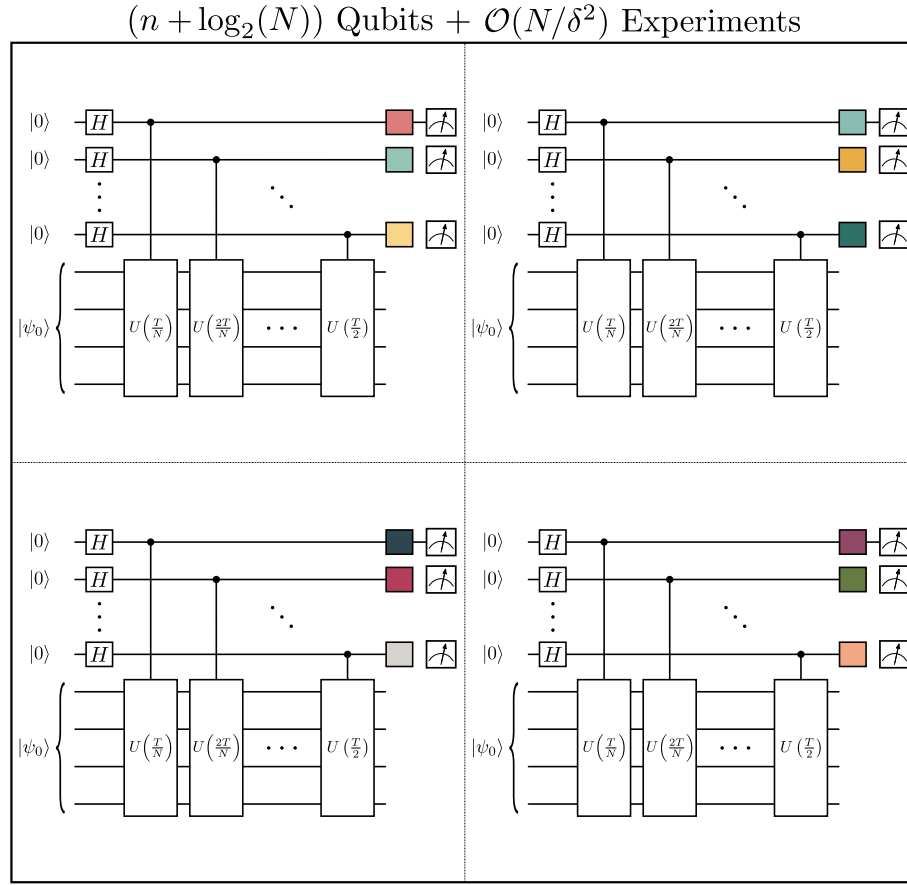 (n + log₂(N)) Qubits + 𝒪(N/δ²) Experiments
|0⟩ H
|0⟩ H
⋮ ⋱
|0⟩ H
|ψ₀⟩ U(T/N) U(2T/N) ··· U(T/2)
|0⟩ H
|0⟩ H
⋮ ⋱
|0⟩ H
|ψ₀⟩ U(T/N) U(2T/N) ··· U(T/2)
|0⟩ H
|0⟩ H
⋮ ⋱
|0⟩ H
|ψ₀⟩ U(T/N) U(2T/N) ··· U(T/2)
|0⟩ H
|0⟩ H
⋮ ⋱
|0⟩ H
|ψ₀⟩ U(T/N) U(2T/N) ··· U(T/2)